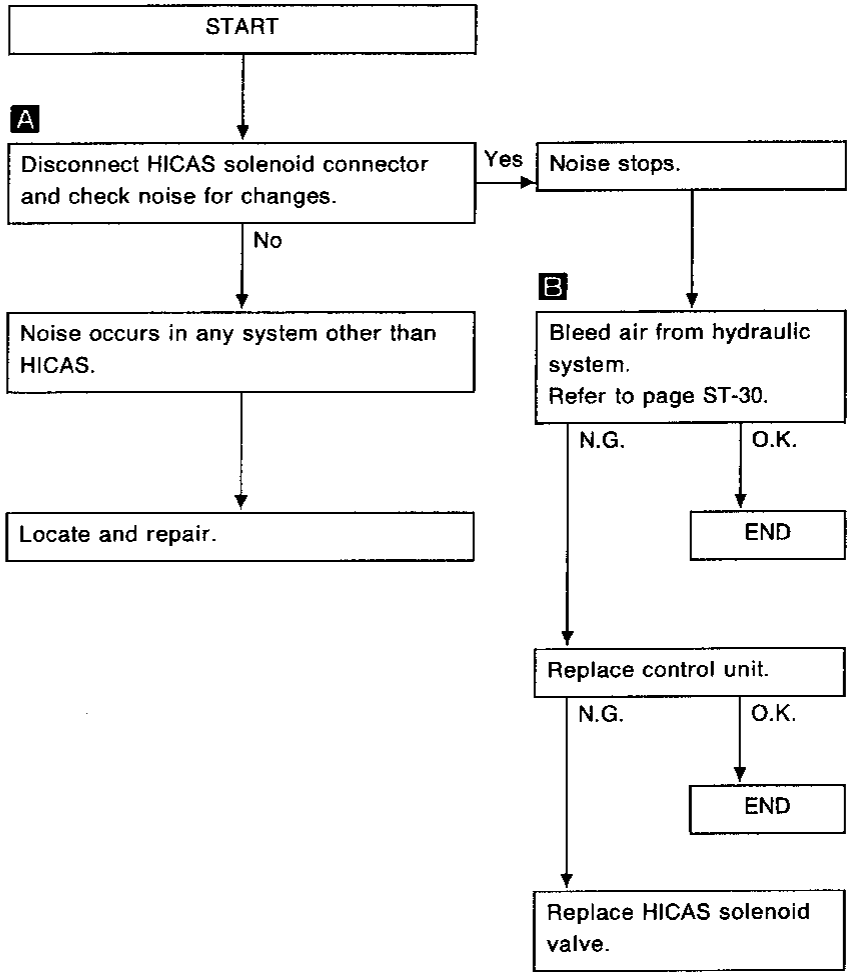 START
A
Disconnect HICAS solenoid connector
and check noise for changes.
Yes
Noise stops.
No
Noise occurs in any system other than
HICAS.
Locate and repair.
B
Bleed air from hydraulic
system.
Refer to page ST-30.
N.G.
O.K.
END
Replace control unit.
N.G.
O.K.
END
Replace HICAS solenoid
valve.